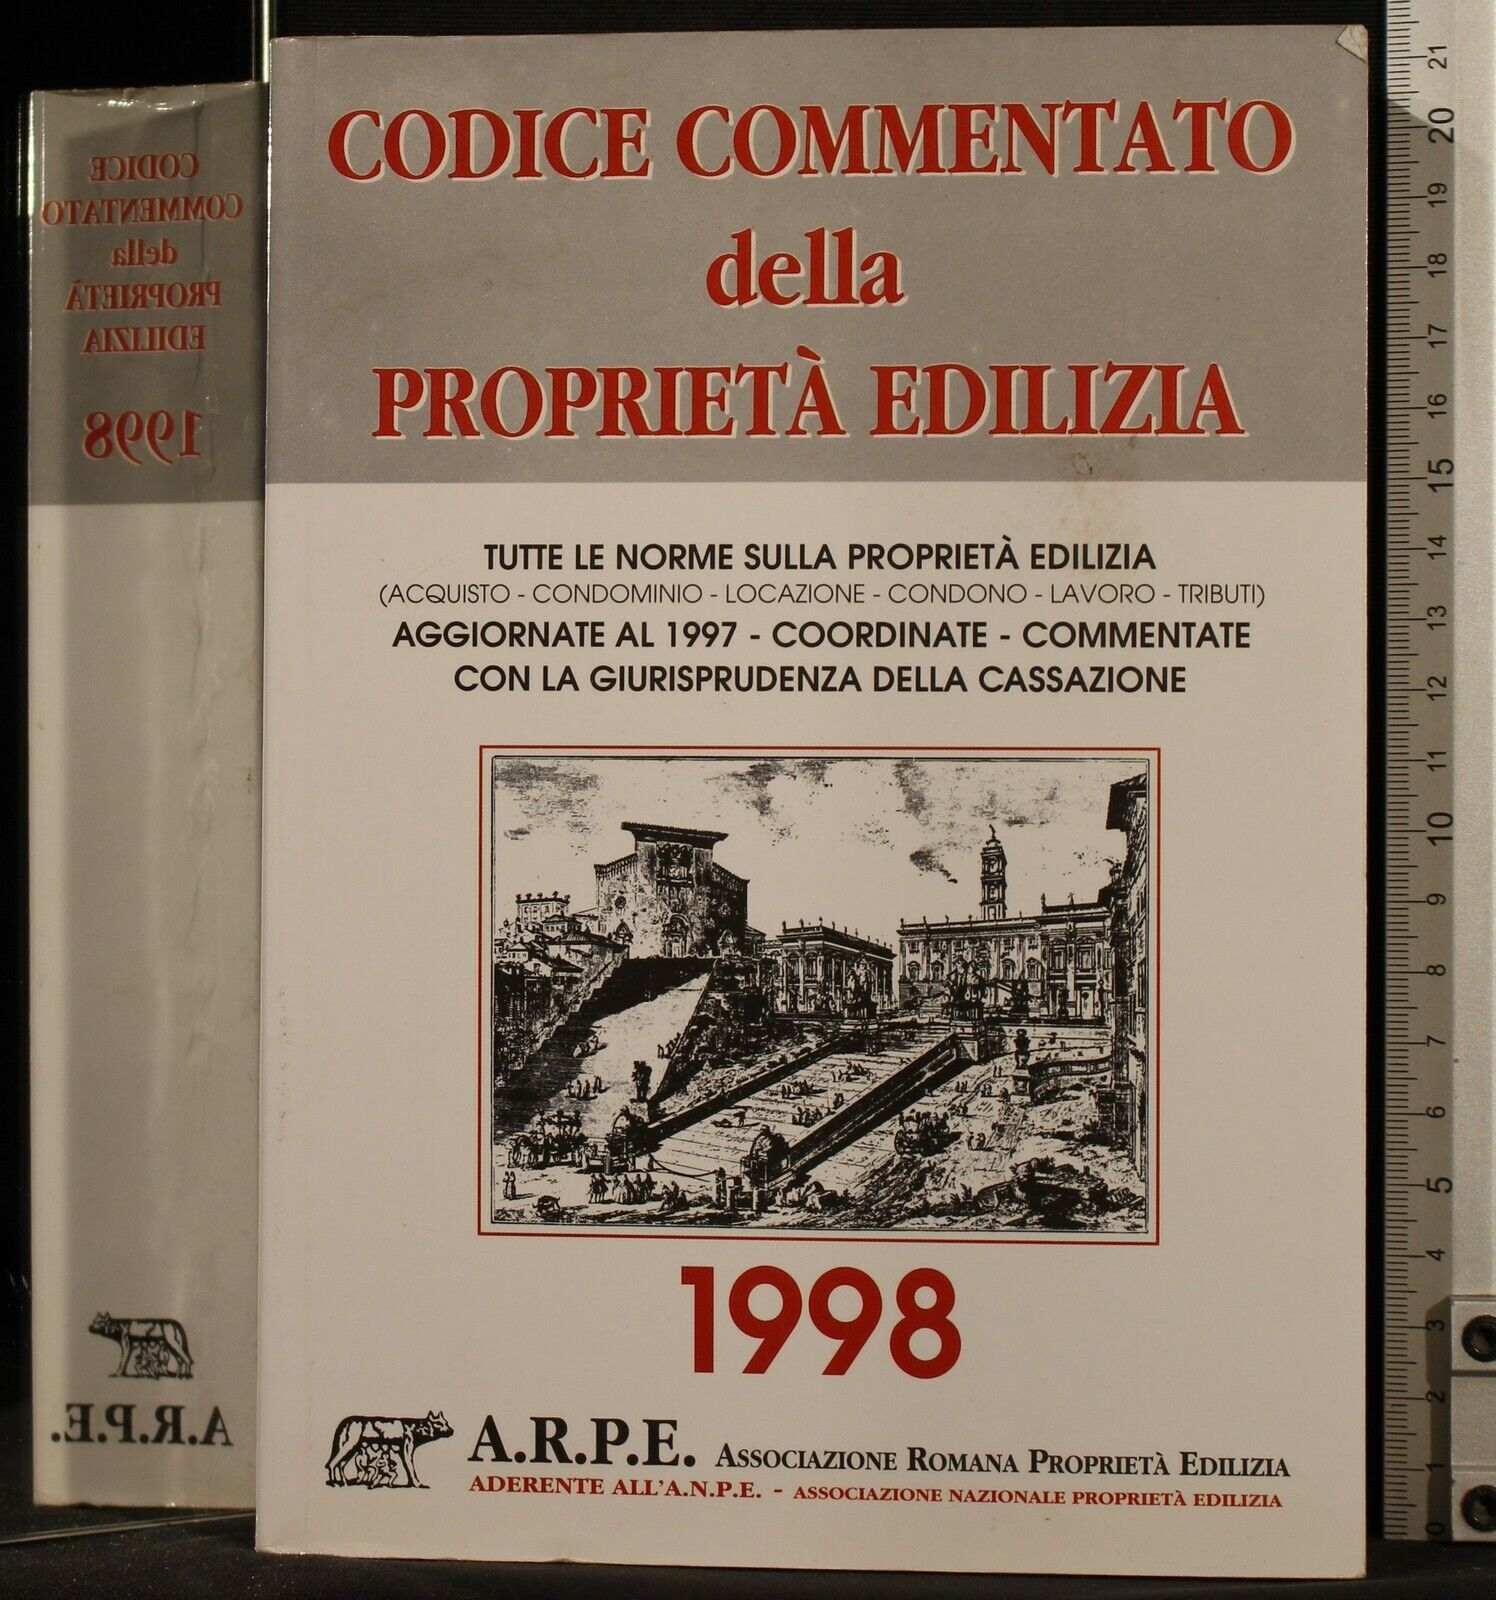 CODICE COMMENTATO
della
PROPRIETÀ EDILIZIA
TUTTE LE NORME SULLA PROPRIETÀ EDILIZIA
(ACQUISTO - CONDOMINIO - LOCAZIONE - CONDONO - LAVORO - TRIBUTI)
AGGIORNATE AL 1997 - COORDINATE - COMMENTATE
CON LA GIURISPRUDENZA DELLA CASSAZIONE
1998
A.R.P.E. ASSOCIAZIONE ROMANA PROPRIETÀ EDILIZIA
ADERENTE ALL'A.N.P.E. - ASSOCIAZIONE NAZIONALE PROPRIETÀ EDILIZIA
CODICE
COMMENTATO
della
PROPRIETÀ
EDILIZIA
1998
A.R.P.E.
21
20
19
18
17
16
15
14
13
12
11
10
9
8
7
6
5
4
3
2
1
0